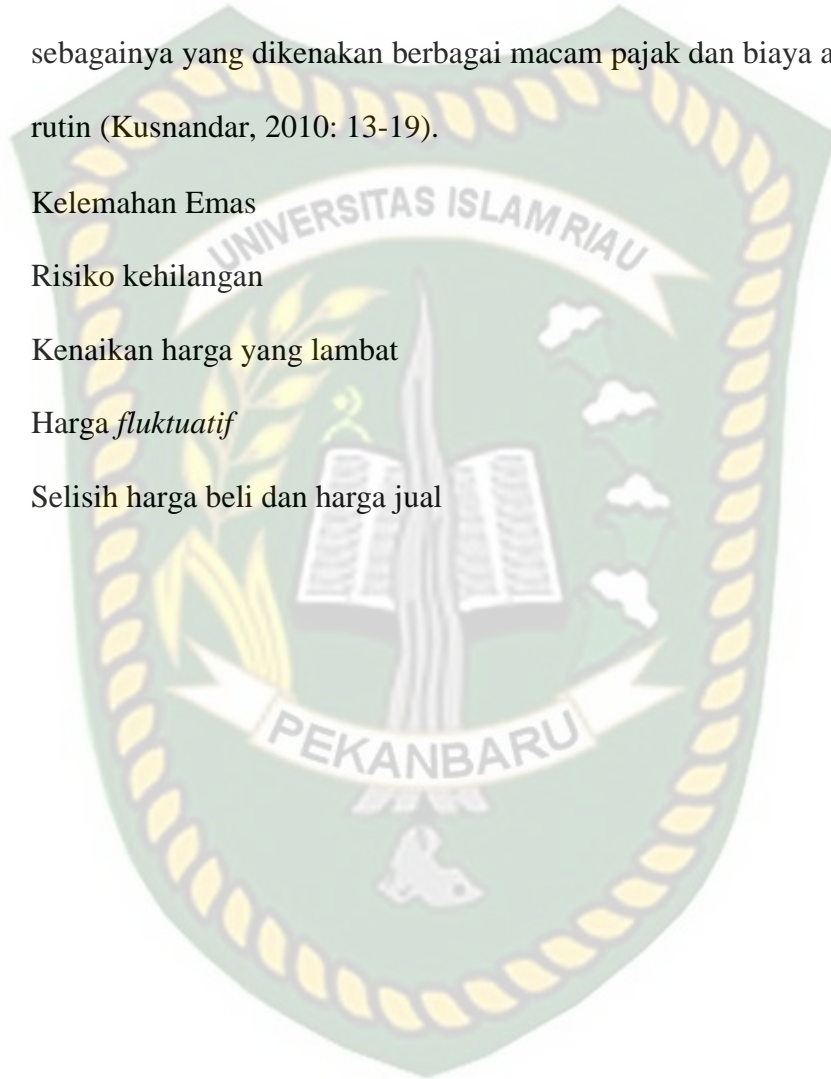 sebagainya yang dikenakan berbagai macam pajak dan biaya a
rutin (Kusnandar, 2010: 13-19).
Kelemahan Emas
UNIVERSITAS ISLAM RIAU
Risiko kehilangan
Kenaikan harga yang lambat
Harga fluktuatif
Selisih harga beli dan harga jual
PEKANBARU